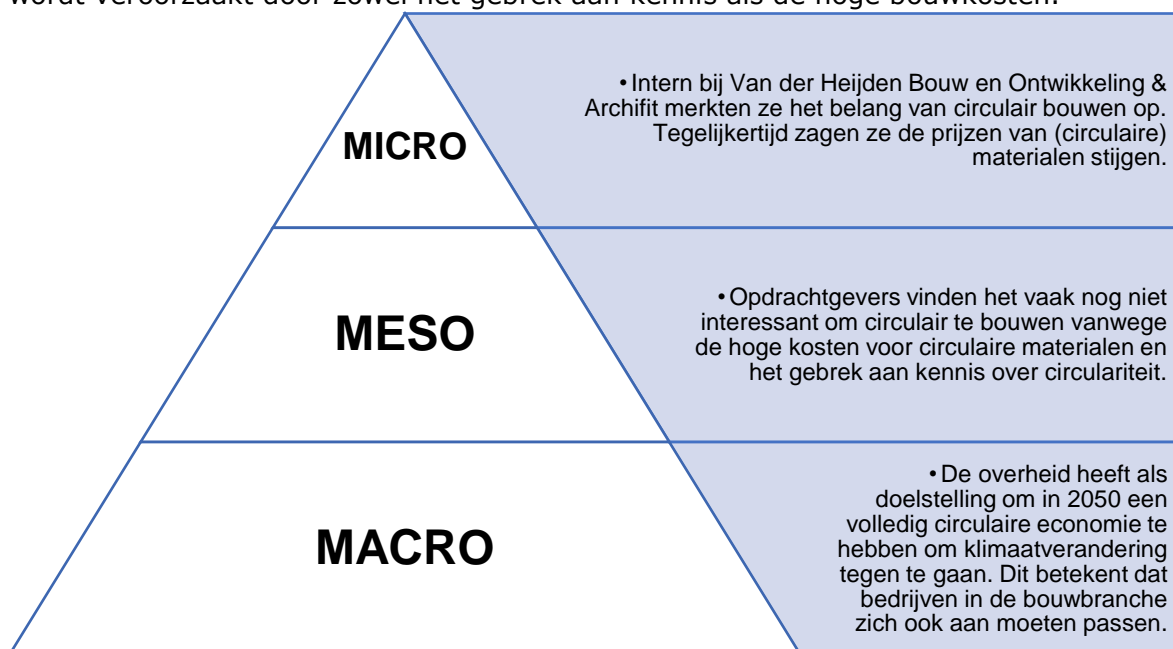 wordt veroorzaakt door zowel het gebrek aan kennis als de hoge bouwkosten.
MICRO
• Intern bij Van der Heijden Bouw en Ontwikkeling &
Archifit merkten ze het belang van circulair bouwen op.
Tegelijkertijd zagen ze de prijzen van (circulaire)
materialen stijgen.
MESO
• Opdrachtgevers vinden het vaak nog niet
interessant om circulair te bouwen vanwege
de hoge kosten voor circulaire materialen en
het gebrek aan kennis over circulariteit.
MACRO
• De overheid heeft als
doelstelling om in 2050 een
volledig circulaire economie te
hebben om klimaatverandering
tegen te gaan. Dit betekent dat
bedrijven in de bouwbranche
zich ook aan moeten passen.